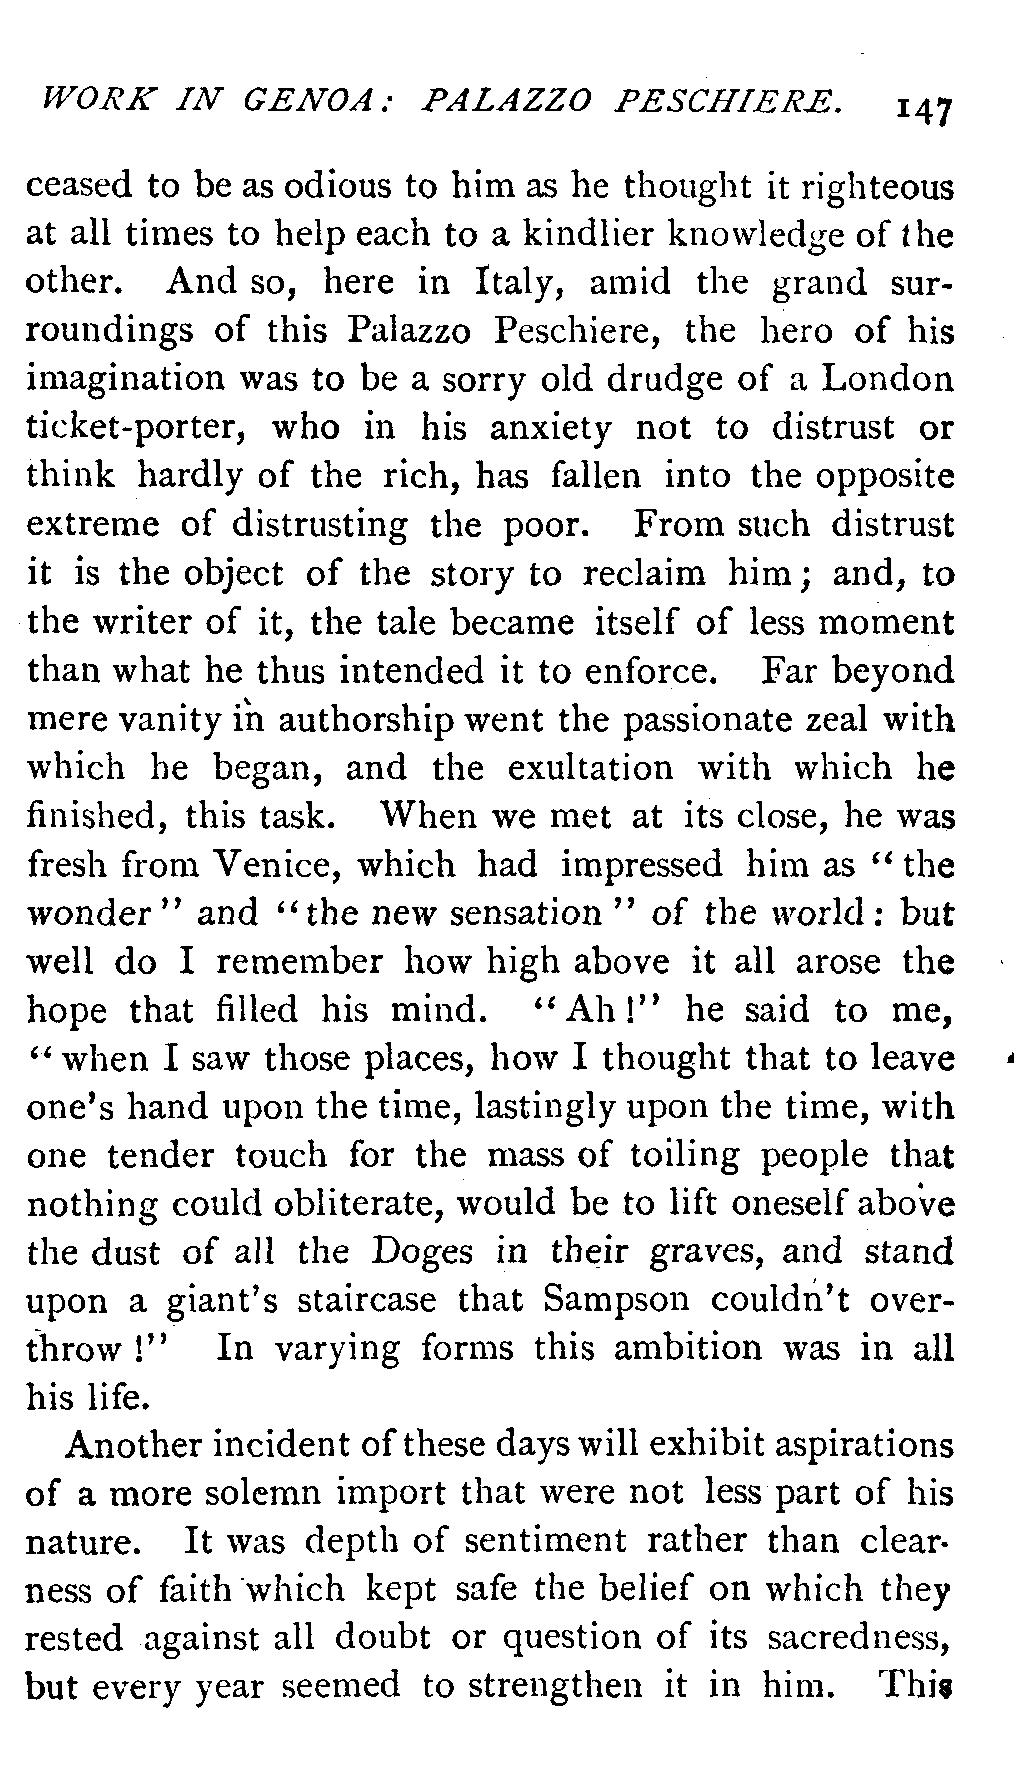 WORK IN GENOA: PALAZZO PESCHIERE. 147
ceased to be as odious to him as he thought it righteous
at all times to help each to a kindlier knowledge of the
other. And so, here in Italy, amid the grand sur-
roundings of this Palazzo Peschiere, the hero of his
imagination was to be a sorry old drudge of a London
ticket-porter, who in his anxiety not to distrust or
think hardly of the rich, has fallen into the opposite
extreme of distrusting the poor. From such distrust
it is the object of the story to reclaim him; and, to
the writer of it, the tale became itself of less moment
than what he thus intended it to enforce. Far beyond
mere vanity in authorship went the passionate zeal with
which he began, and the exultation with which he
finished, this task. When we met at its close, he was
fresh from Venice, which had impressed him as "the
wonder" and "the new sensation" of the world: but
well do I remember how high above it all arose the
hope that filled his mind. "Ah!" he said to me,
"when I saw those places, how I thought that to leave
one's hand upon the time, lastingly upon the time, with
one tender touch for the mass of toiling people that
nothing could obliterate, would be to lift oneself above
the dust of all the Doges in their graves, and stand
upon a giant's staircase that Sampson couldn't over-
throw!" In varying forms this ambition was in all
his life.
Another incident of these days will exhibit aspirations
of a more solemn import that were not less part of his
nature. It was depth of sentiment rather than clear-
ness of faith which kept safe the belief on which they
rested against all doubt or question of its sacredness,
but every year seemed to strengthen it in him. This